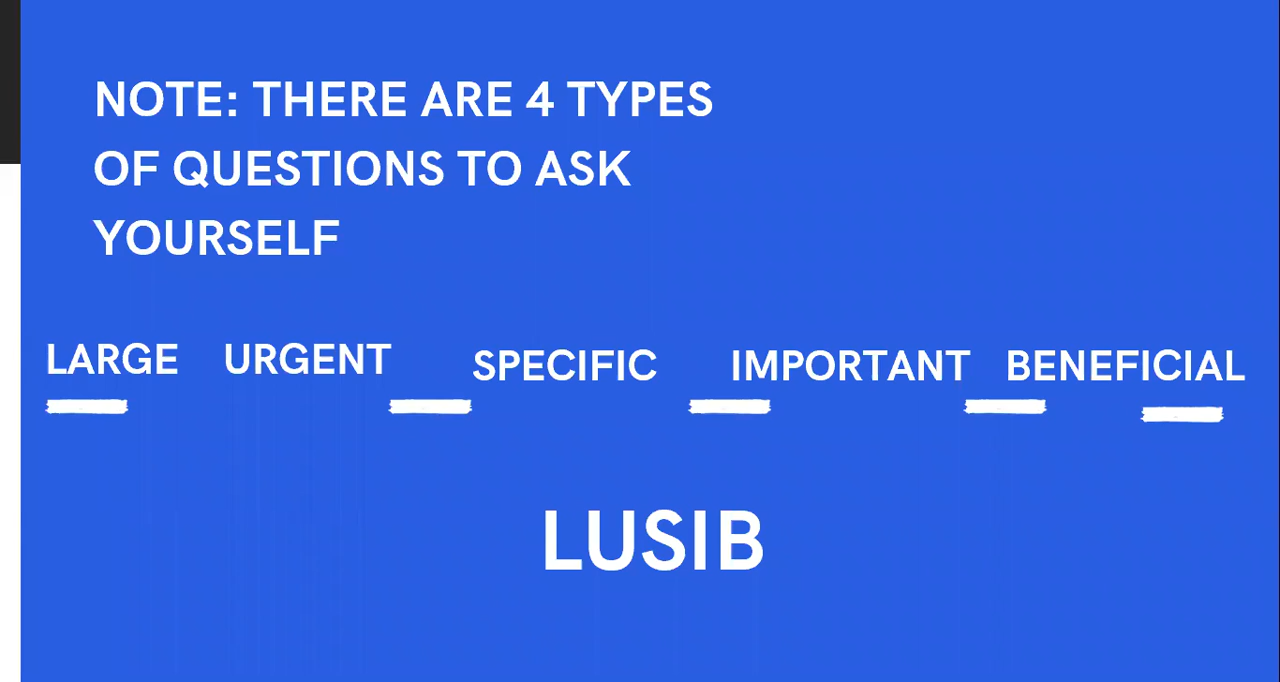 NOTE: THERE ARE 4 TYPES
OF QUESTIONS TO ASK
YOURSELF
LARGE URGENT SPECIFIC IMPORTANT BENEFICIAL
LUSIB